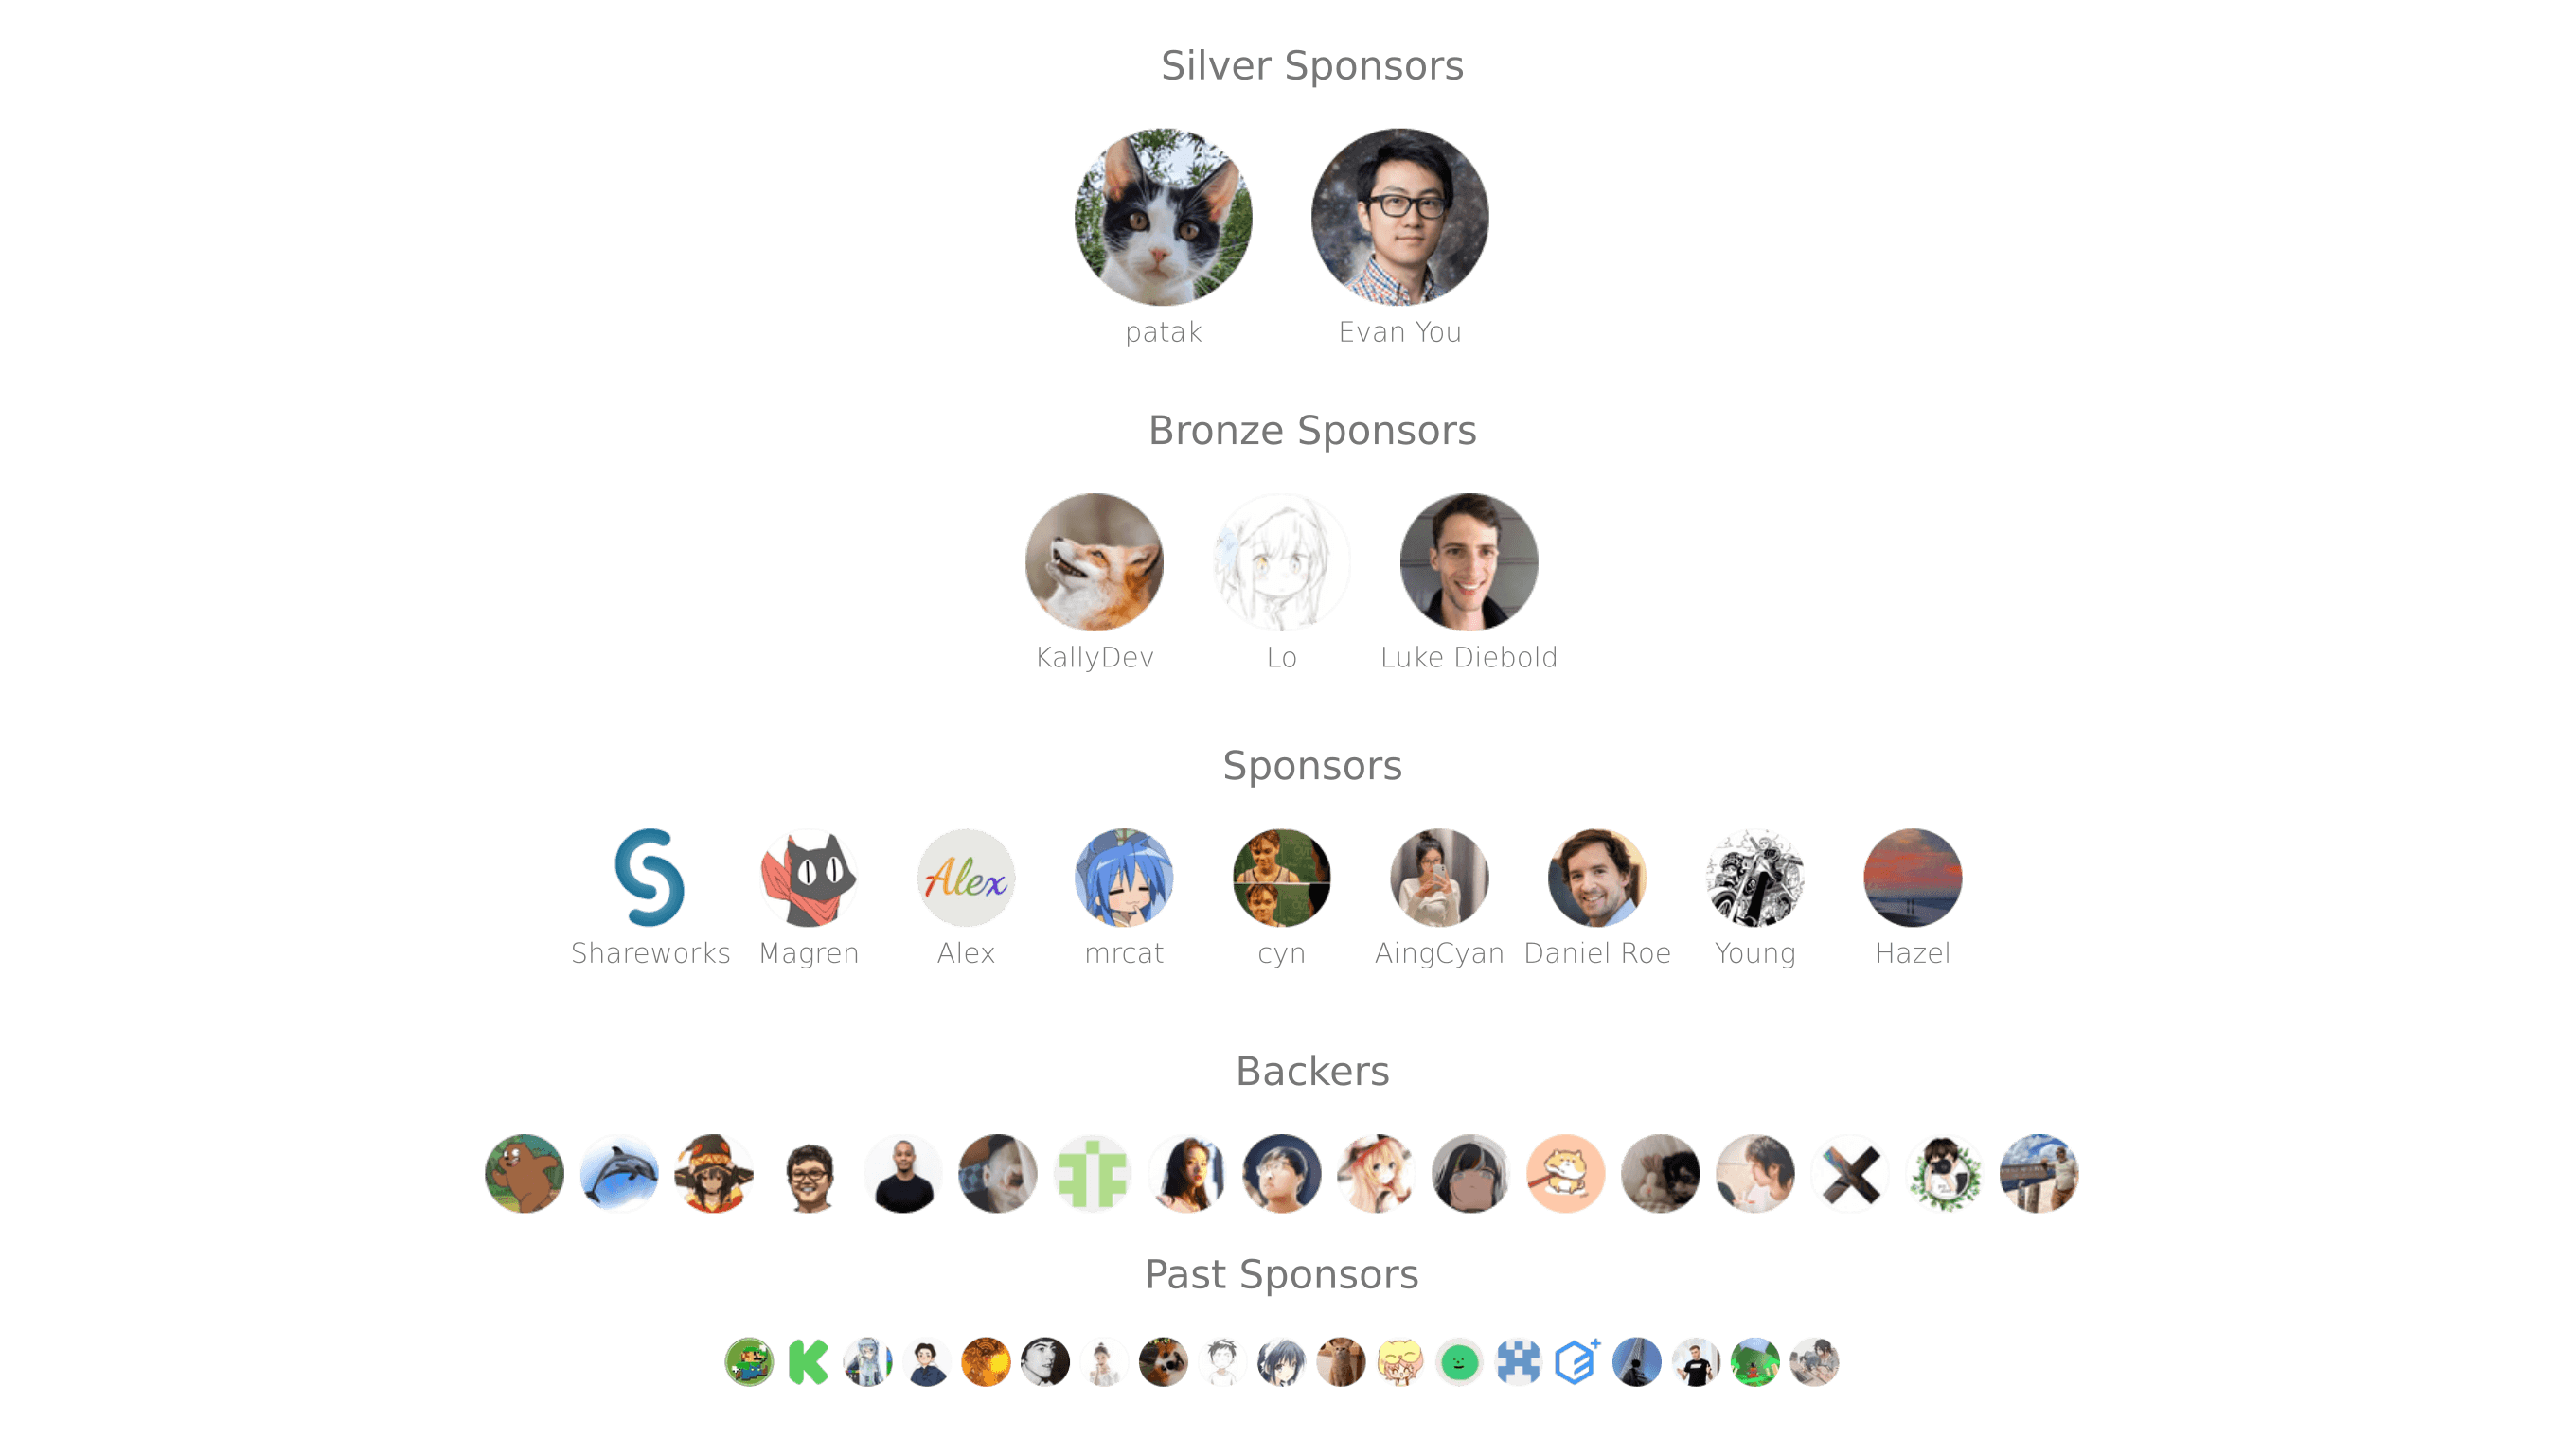 Silver Sponsors
patak
Evan You
Bronze Sponsors
KallyDev
Lo
Luke Diebold
Sponsors
Alex
Shareworks
Magren
Alex
mrcat
cyn
AingCyan
Daniel Roe
Young
Hazel
Backers
Past Sponsors